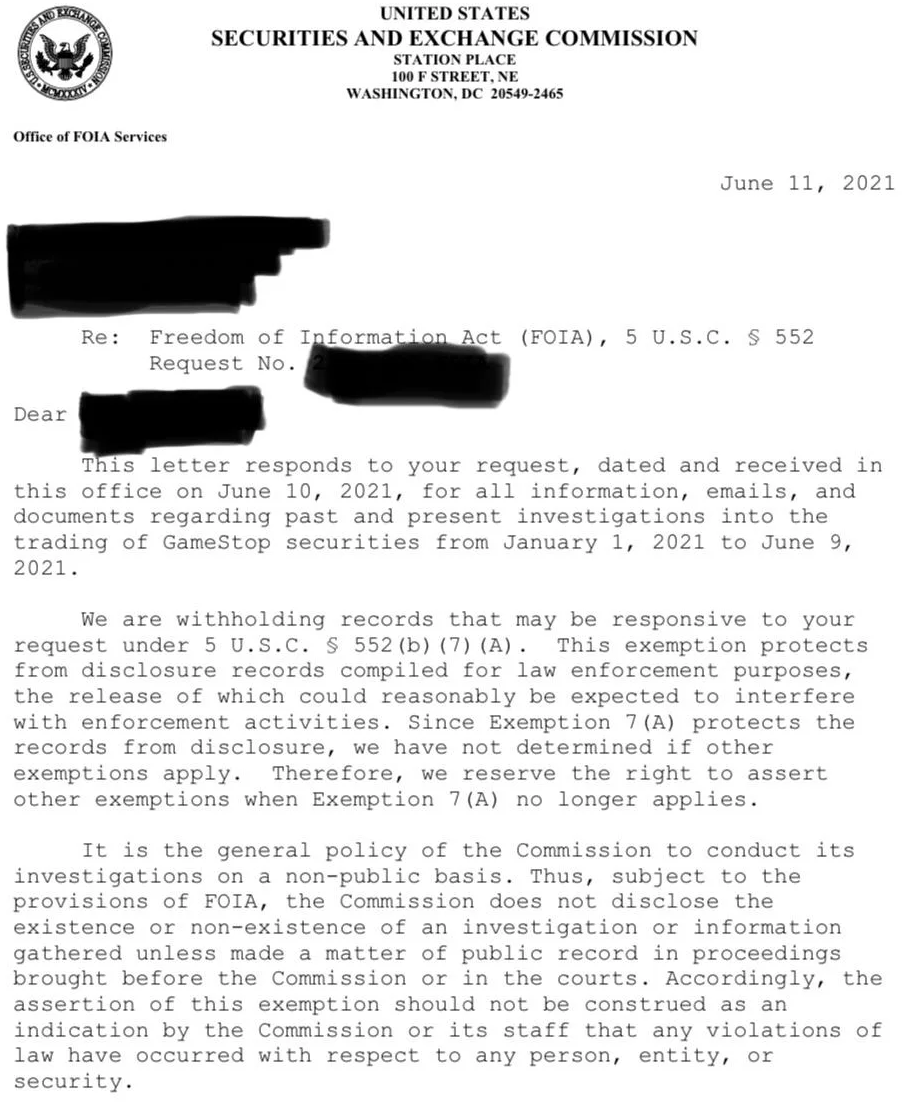 UNITED STATES
SECURITIES AND EXCHANGE COMMISSION
STATION PLACE
100 F STREET, NE
WASHINGTON, DC 20549-2465
U.S. SECURITIES AND EXCHANGE COMMISSION
MCMXXXIV
Office of FOIA Services
June 11, 2021
Re: Freedom of Information Act (FOIA), 5 U.S.C. § 552
Request No.
Dear
This letter responds to your request, dated and received in
this office on June 10, 2021, for all information, emails, and
documents regarding past and present investigations into the
trading of GameStop securities from January 1, 2021 to June 9,
2021.
We are withholding records that may be responsive to your
request under 5 U.S.C. § 552(b)(7)(A). This exemption protects
from disclosure records compiled for law enforcement purposes,
the release of which could reasonably be expected to interfere
with enforcement activities. Since Exemption 7(A) protects the
records from disclosure, we have not determined if other
exemptions apply. Therefore, we reserve the right to assert
other exemptions when Exemption 7(A) no longer applies.
It is the general policy of the Commission to conduct its
investigations on a non-public basis. Thus, subject to the
provisions of FOIA, the Commission does not disclose the
existence or non-existence of an investigation or information
gathered unless made a matter of public record in proceedings
brought before the Commission or in the courts. Accordingly, the
assertion of this exemption should not be construed as an
indication by the Commission or its staff that any violations of
law have occurred with respect to any person, entity, or
security.